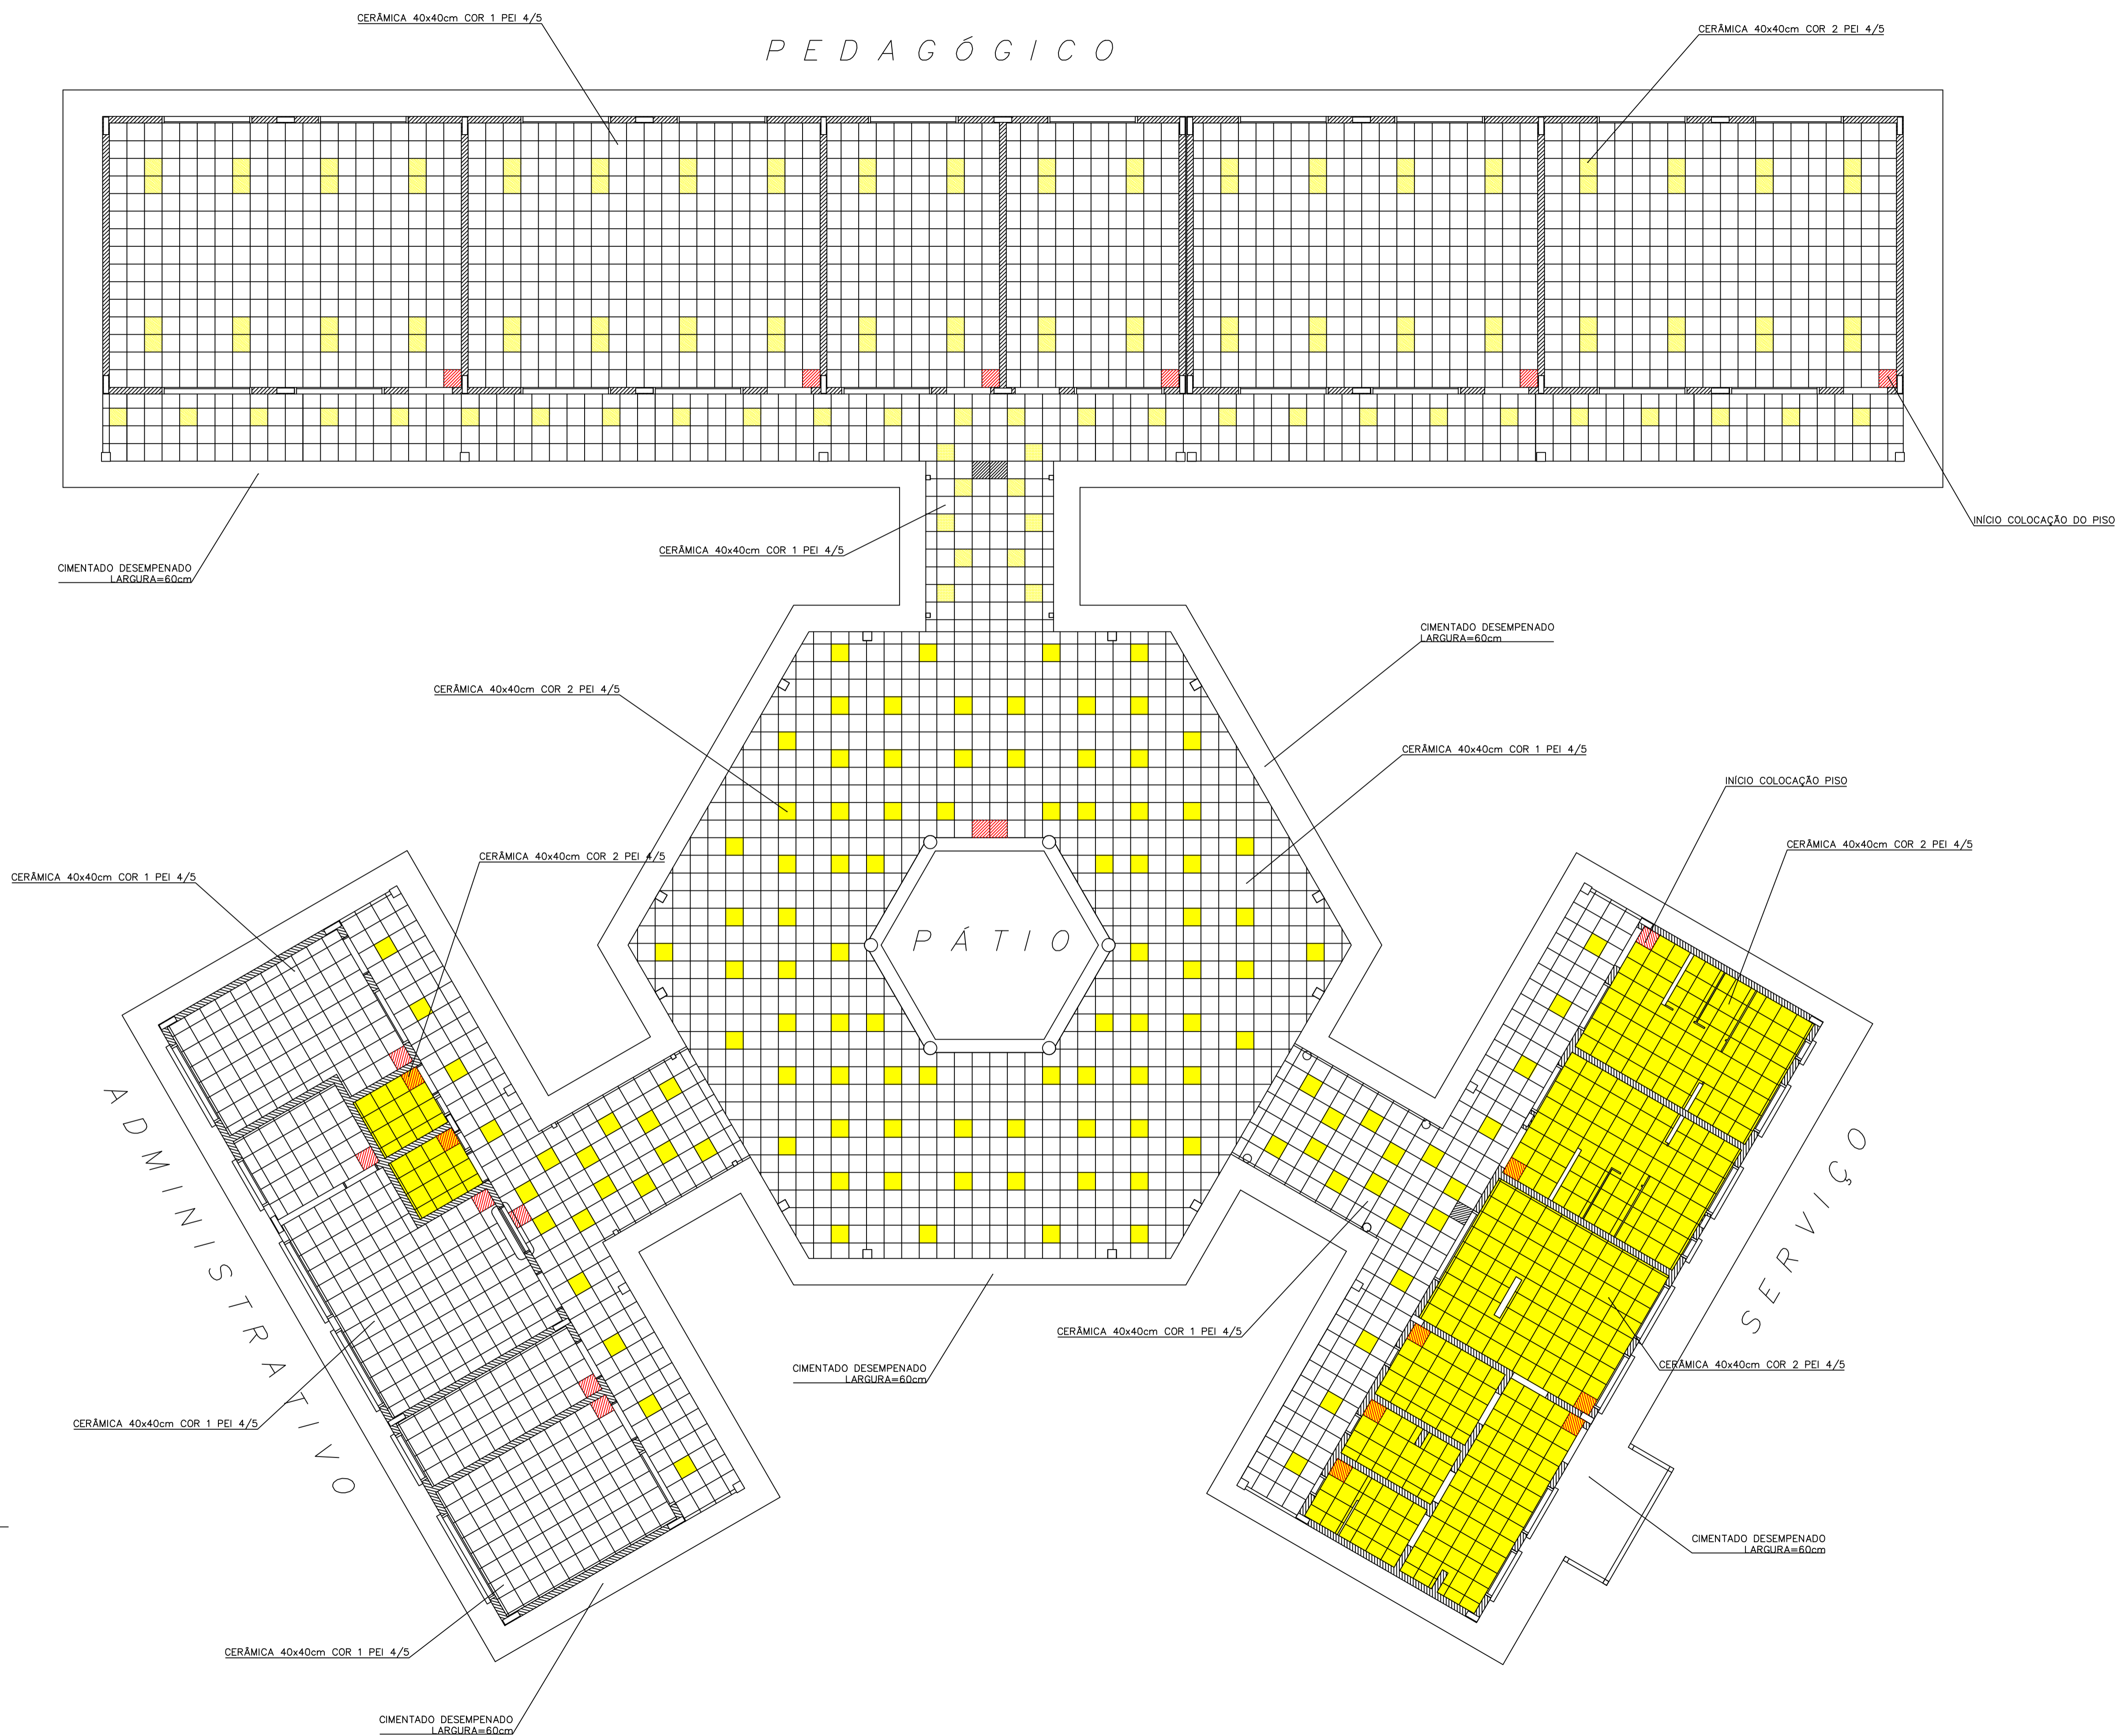 CERÂMICA 40x40cm COR 1 PEI 4/5
PEDAGÓGICO
CERÂMICA 40x40cm COR 2 PEI 4/5
INÍCIO COLOCAÇÃO DO PISO
CERÂMICA 40x40cm COR 1 PEI 4/5
CIMENTADO DESEMPENADO
LARGURA=60cm
CIMENTADO DESEMPENADO
LARGURA=60cm
CERÂMICA 40x40cm COR 2 PEI 4/5
CERÂMICA 40x40cm COR 1 PEI 4/5
INÍCIO COLOCAÇÃO PISO
CERÂMICA 40x40cm COR 2 PEI 4/5
CERÂMICA 40x40cm COR 2 PEI 4/5
CERÂMICA 40x40cm COR 1 PEI 4/5
PÁTIO
ADMINISTRATIVO
SERVIÇO
CERÂMICA 40x40cm COR 1 PEI 4/5
CIMENTADO DESEMPENADO
LARGURA=60cm
CERÂMICA 40x40cm COR 2 PEI 4/5
CERÂMICA 40x40cm COR 1 PEI 4/5
CIMENTADO DESEMPENADO
LARGURA=60cm
CERÂMICA 40x40cm COR 1 PEI 4/5
CIMENTADO DESEMPENADO
LARGURA=60cm